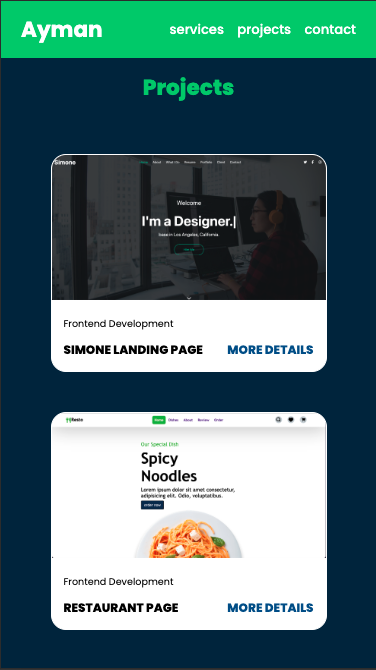 Ayman
services projects contact
Projects
Simone
Home About What I Do Resume Portfolio Client Contact
Welcome
I'm a Designer.|
base in Los Angeles, California.
Frontend Development
SIMONE LANDING PAGE MORE DETAILS
Resto
Home Dishes About Review Order
Our Special Dish
Spicy
Noodles
Lorem ipsum dolor sit amet consectetur,
adipisicing elit. Odio, voluptatibus.
order now
Frontend Development
RESTAURANT PAGE MORE DETAILS